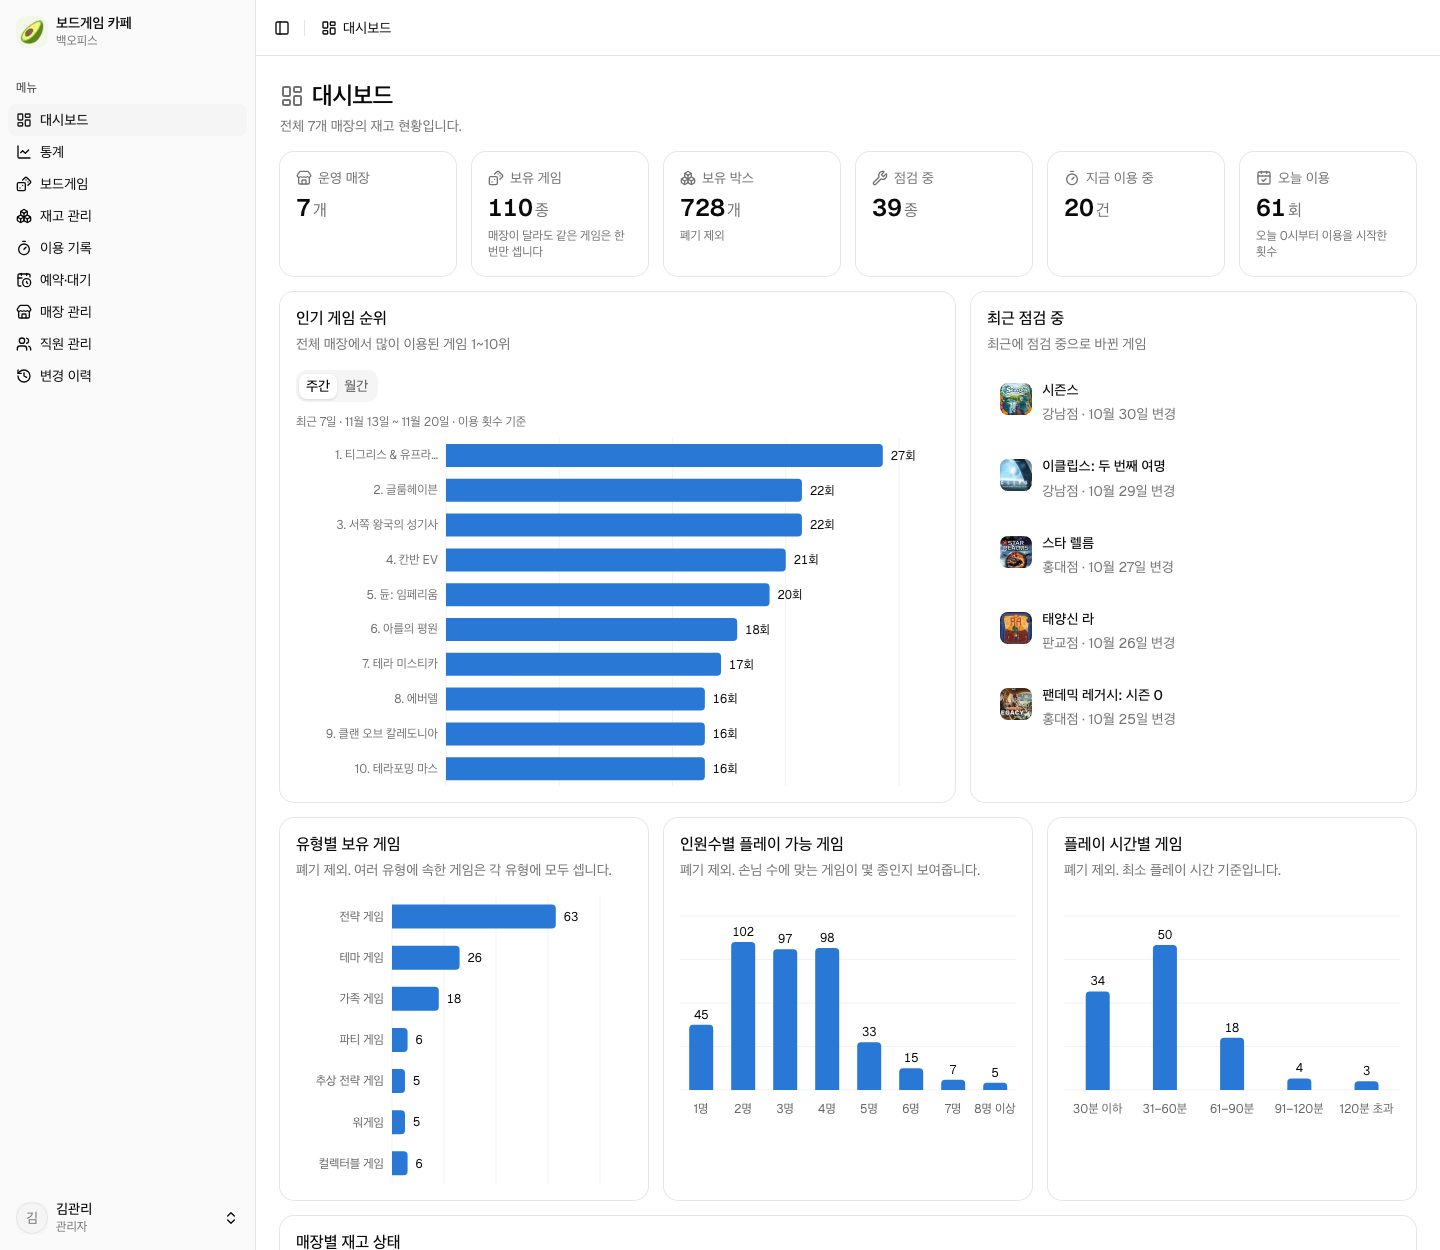 보드게임 카페
백오피스
메뉴
대시보드
통계
보드게임
재고 관리
이용 기록
예약·대기
매장 관리
직원 관리
변경 이력
김
김관리
관리자
대시보드
대시보드
전체 7개 매장의 재고 현황입니다.
운영 매장
7개
보유 게임
110종
매장이 달라도 같은 게임은 한
번만 셉니다
보유 박스
728개
폐기 제외
점검 중
39종
지금 이용 중
20건
오늘 이용
61회
오늘 0시부터 이용을 시작한
횟수
인기 게임 순위
전체 매장에서 많이 이용된 게임 1~10위
주간 월간
최근 7일 · 11월 13일 ~ 11월 20일 · 이용 횟수 기준
1. 티그리스 & 유프라... 27회
2. 글룸헤이븐 22회
3. 서쪽 왕국의 성기사 22회
4. 칸반 EV 21회
5. 듄: 임페리움 20회
6. 아를의 평원 18회
7. 테라 미스티카 17회
8. 에버델 16회
9. 클랜 오브 칼레도니아 16회
10. 테라포밍 마스 16회
최근 점검 중
최근에 점검 중으로 바뀐 게임
시즌스
강남점 · 10월 30일 변경
이클립스: 두 번째 여명
강남점 · 10월 29일 변경
STAR
REALMS
스타 렐름
홍대점 · 10월 27일 변경
태양신 라
판교점 · 10월 26일 변경
팬데믹 레거시: 시즌 0
홍대점 · 10월 25일 변경
유형별 보유 게임
폐기 제외. 여러 유형에 속한 게임은 각 유형에 모두 셉니다.
전략 게임 63
테마 게임 26
가족 게임 18
파티 게임 6
추상 전략 게임 5
워게임 5
컬렉터블 게임 6
인원수별 플레이 가능 게임
폐기 제외. 손님 수에 맞는 게임이 몇 종인지 보여줍니다.
45 102 97 98 33 15 7 5
1명 2명 3명 4명 5명 6명 7명 8명 이상
플레이 시간별 게임
폐기 제외. 최소 플레이 시간 기준입니다.
34 50 18 4 3
30분 이하 31–60분 61–90분 91–120분 120분 초과
매장별 재고 상태